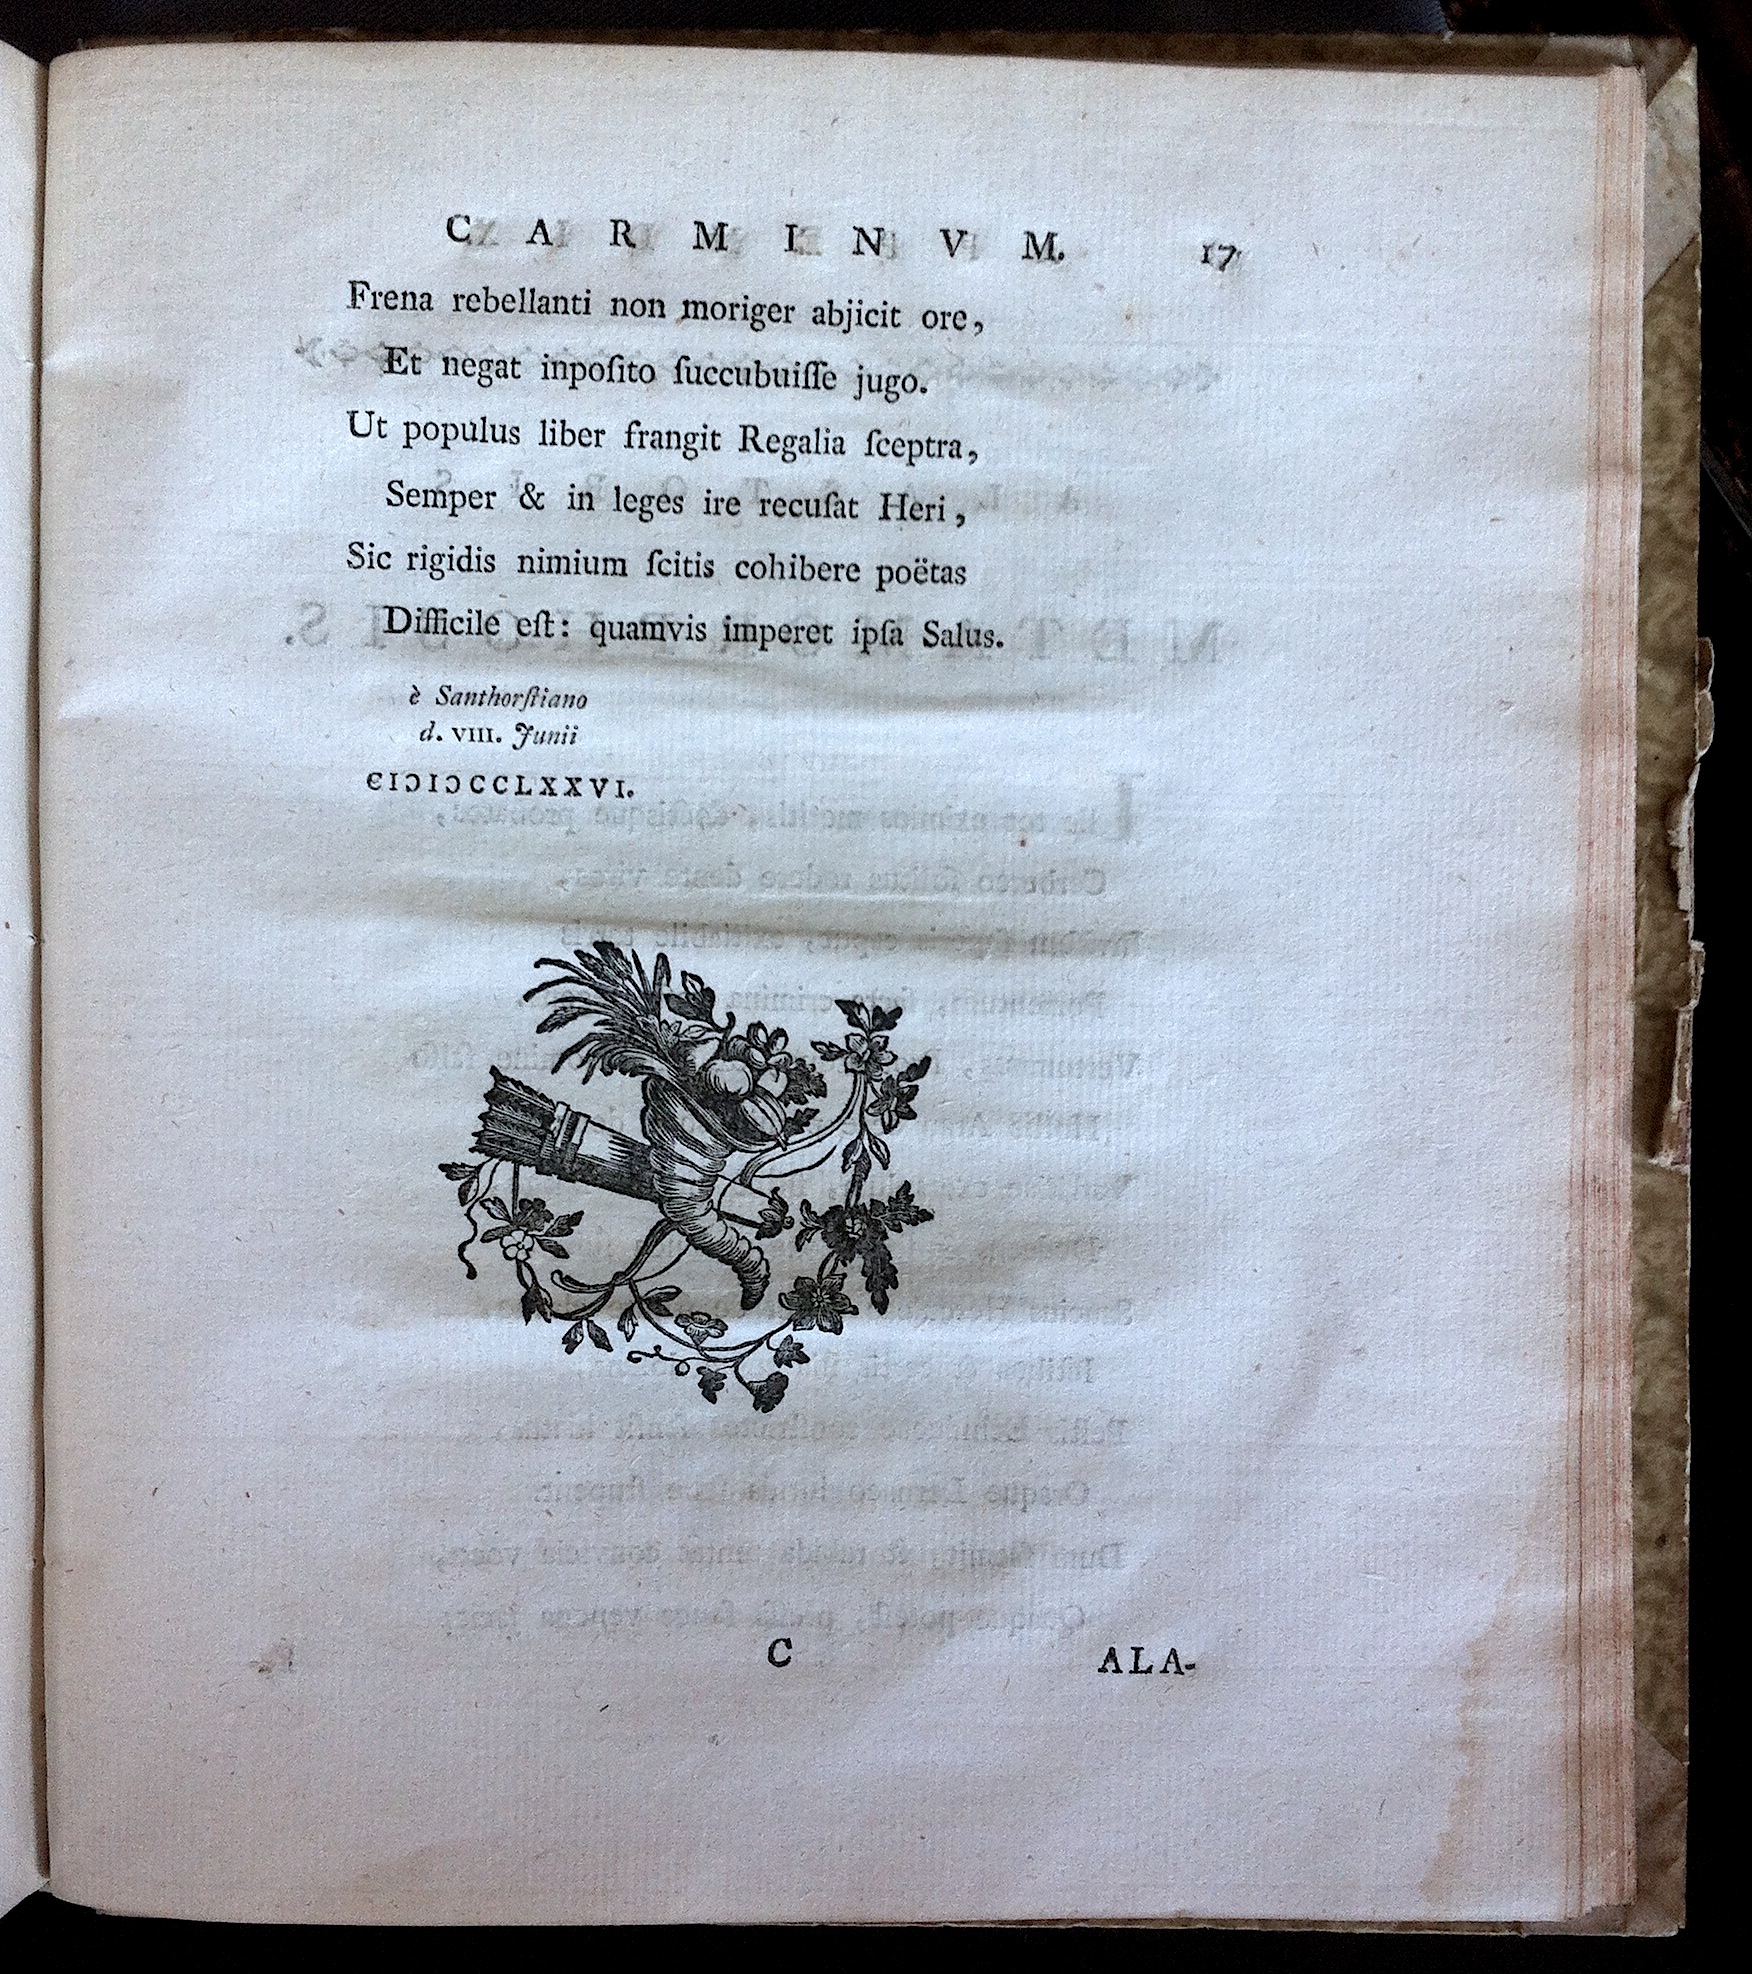 CARMINVM. 17
Frena rebellanti non moriger abjicit ore,
Et negat inpoſito ſuccubuiſſe jugo.
Ut populus liber frangit Regalia ſceptra,
Semper & in leges ire recuſat Heri,
Sic rigidis nimium ſcitis cohibere poëtas
Difficile eſt: quamvis imperet ipſa Salus.
è Santhorſtiano
d. VIII. Junii
ЄIƆIƆCCLXXVI.
C ALA-